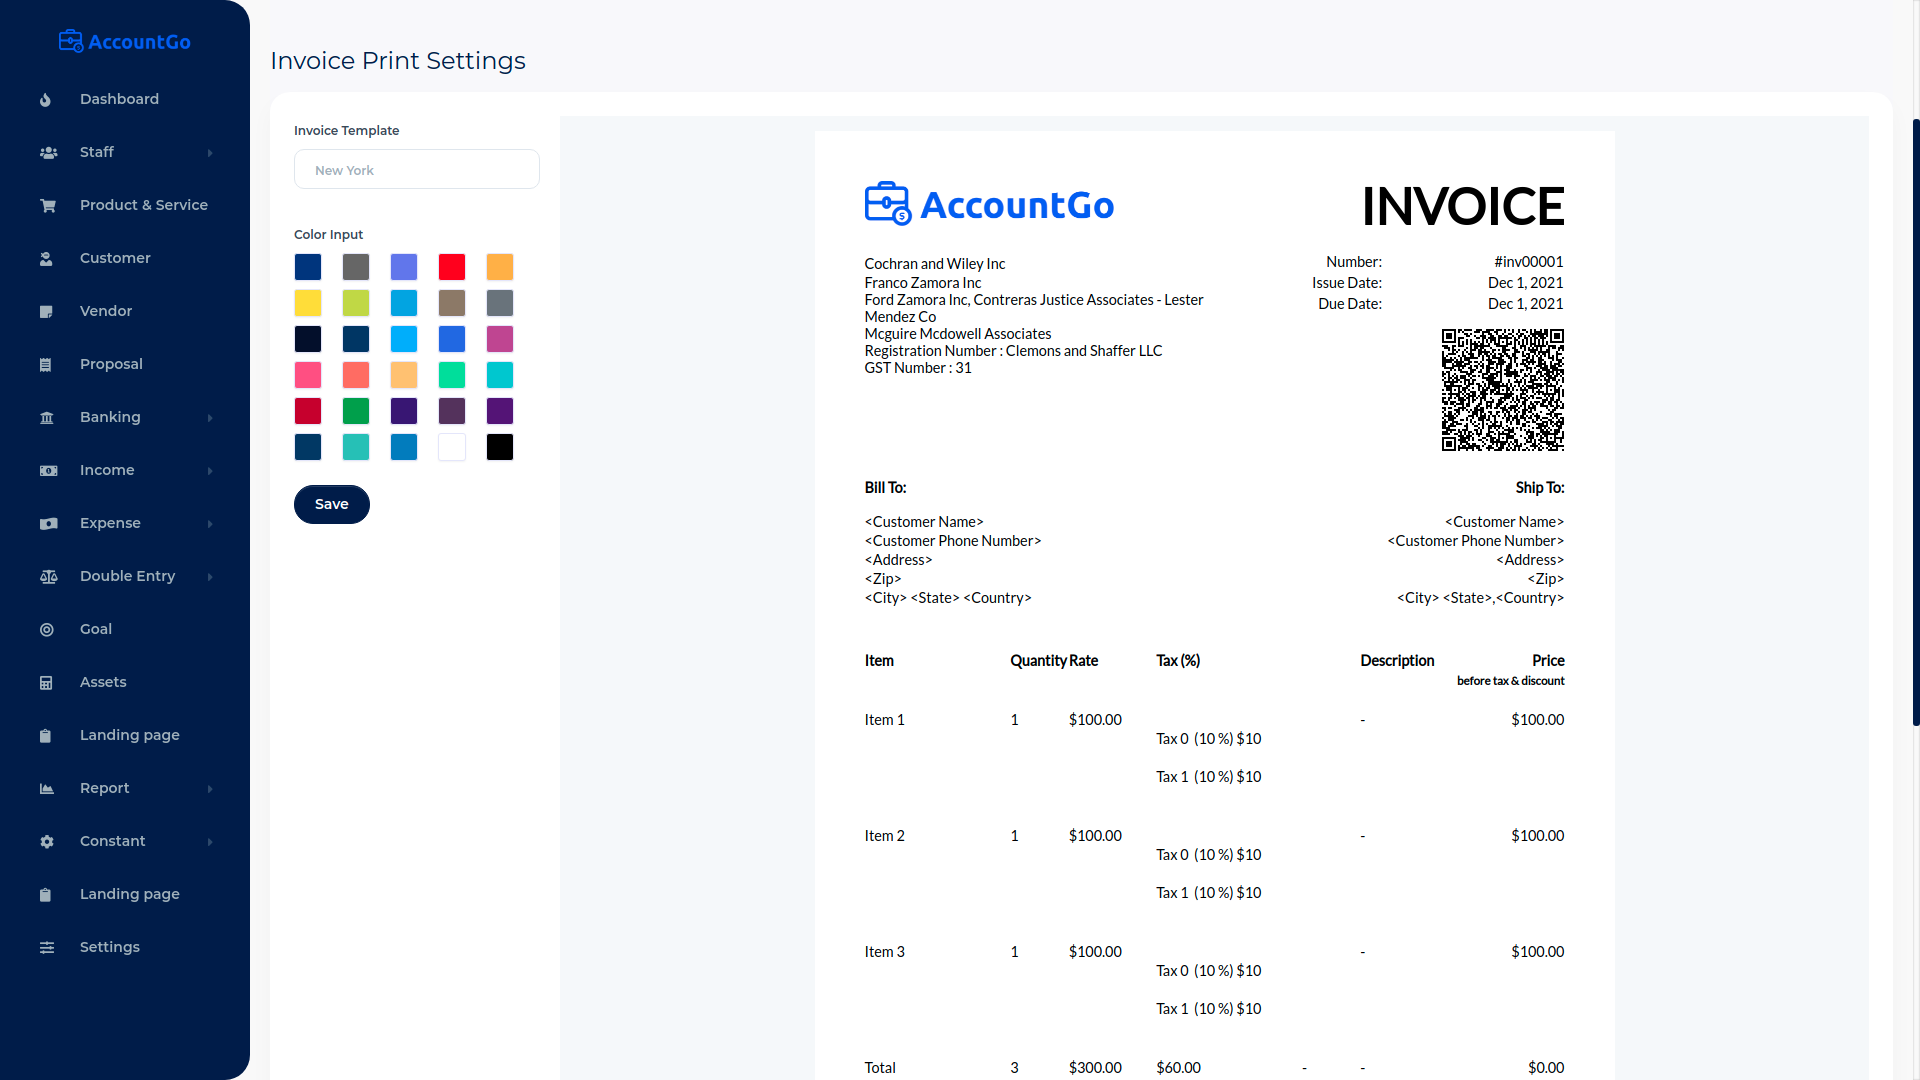 AccountGo
Dashboard
Staff
Product & Service
Customer
Vendor
Proposal
Banking
Income
Expense
Double Entry
Goal
Assets
Landing page
Report
Constant
Landing page
Settings
Invoice Print Settings
Invoice Template
New York
Color Input
Save
AccountGo
INVOICE
Cochran and Wiley Inc
Franco Zamora Inc
Ford Zamora Inc, Contreras Justice Associates - Lester
Mendez Co
Mcguire Mcdowell Associates
Registration Number : Clemons and Shaffer LLC
GST Number : 31
Number: #inv00001
Issue Date: Dec 1, 2021
Due Date: Dec 1, 2021
Bill To:
<Customer Name>
<Customer Phone Number>
<Address>
<Zip>
<City> <State> <Country>
Ship To:
<Customer Name>
<Customer Phone Number>
<Address>
<Zip>
<City> <State>,<Country>
Item Quantity Rate Tax (%) Description Price
before tax & discount
Item 1 1 $100.00 - $100.00
Tax 0 (10 %) $10
Tax 1 (10 %) $10
Item 2 1 $100.00 - $100.00
Tax 0 (10 %) $10
Tax 1 (10 %) $10
Item 3 1 $100.00 - $100.00
Tax 0 (10 %) $10
Tax 1 (10 %) $10
Total 3 $300.00 $60.00 - - $0.00